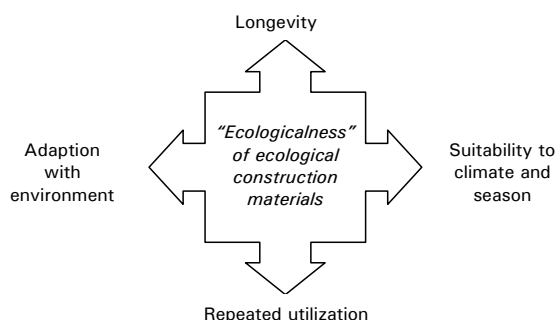 Longevity
Adaption
with
environment
“Ecologicalness”
of ecological
construction
materials
Suitability to
climate and
season
Repeated utilization